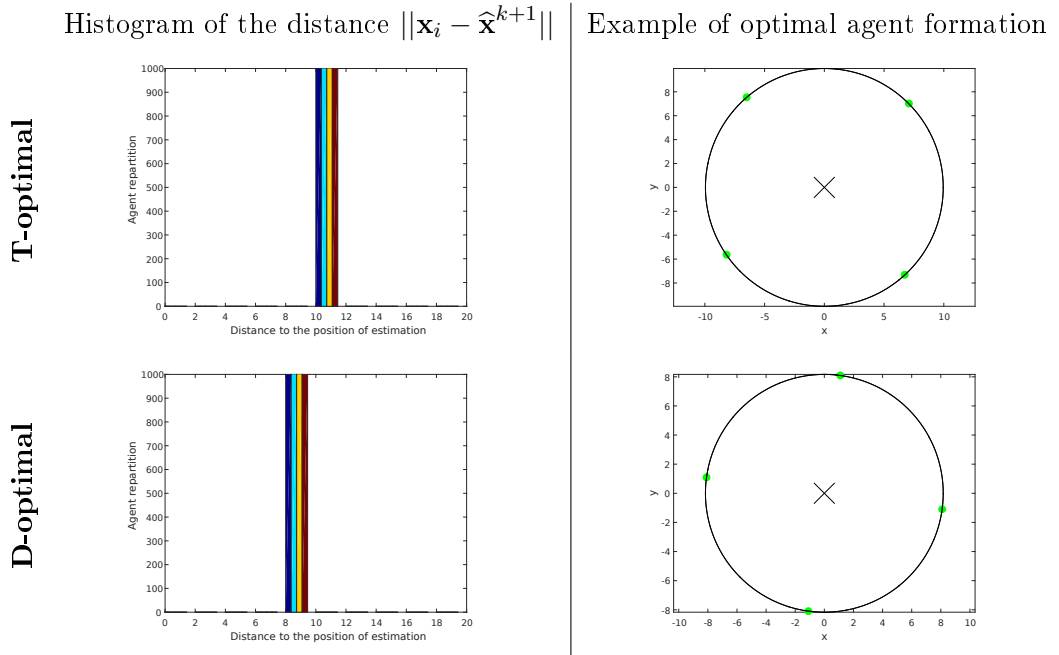 Histogram of the distance ||x_i − x̂^{k+1}||
Example of optimal agent formation
T-optimal
Agent repartition
1000
900
800
700
600
500
400
300
200
100
0
0 2 4 6 8 10 12 14 16 18 20
Distance to the position of estimation
y
8
6
4
2
0
-2
-4
-6
-8
-10 -5 0 5 10
x
D-optimal
Agent repartition
1000
900
800
700
600
500
400
300
200
100
0
0 2 4 6 8 10 12 14 16 18 20
Distance to the position of estimation
y
8
6
4
2
0
-2
-4
-6
-8
-10 -8 -6 -4 -2 0 2 4 6 8 10
x